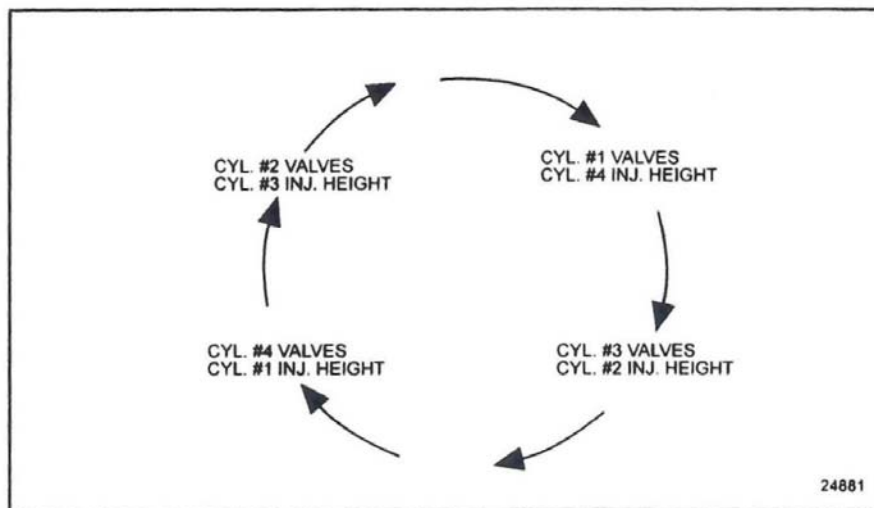 CYL. #2 VALVES
CYL. #3 INJ. HEIGHT
CYL. #1 VALVES
CYL. #4 INJ. HEIGHT
CYL. #4 VALVES
CYL. #1 INJ. HEIGHT
CYL. #3 VALVES
CYL. #2 INJ. HEIGHT
24881